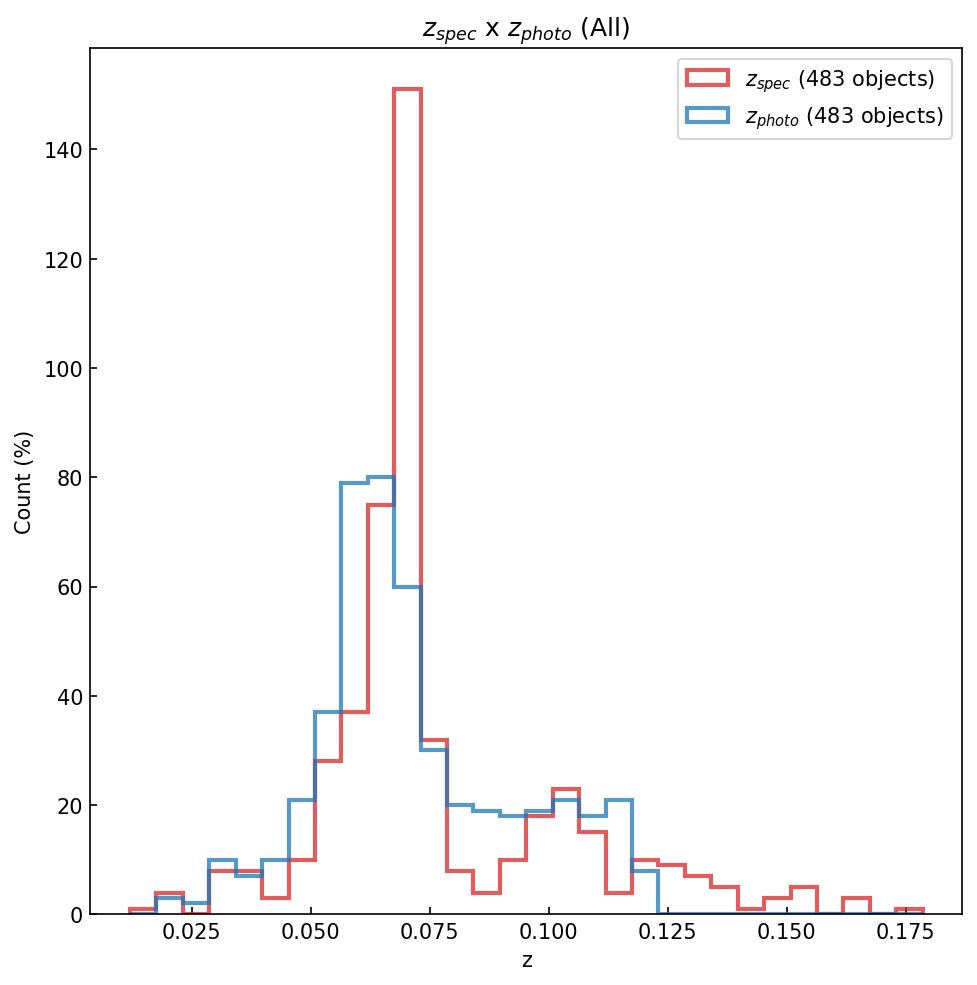 z_spec x z_photo (All)
z_spec (483 objects)
z_photo (483 objects)
Count (%)
140
120
100
80
60
40
20
0
0.025 0.050 0.075 0.100 0.125 0.150 0.175
z